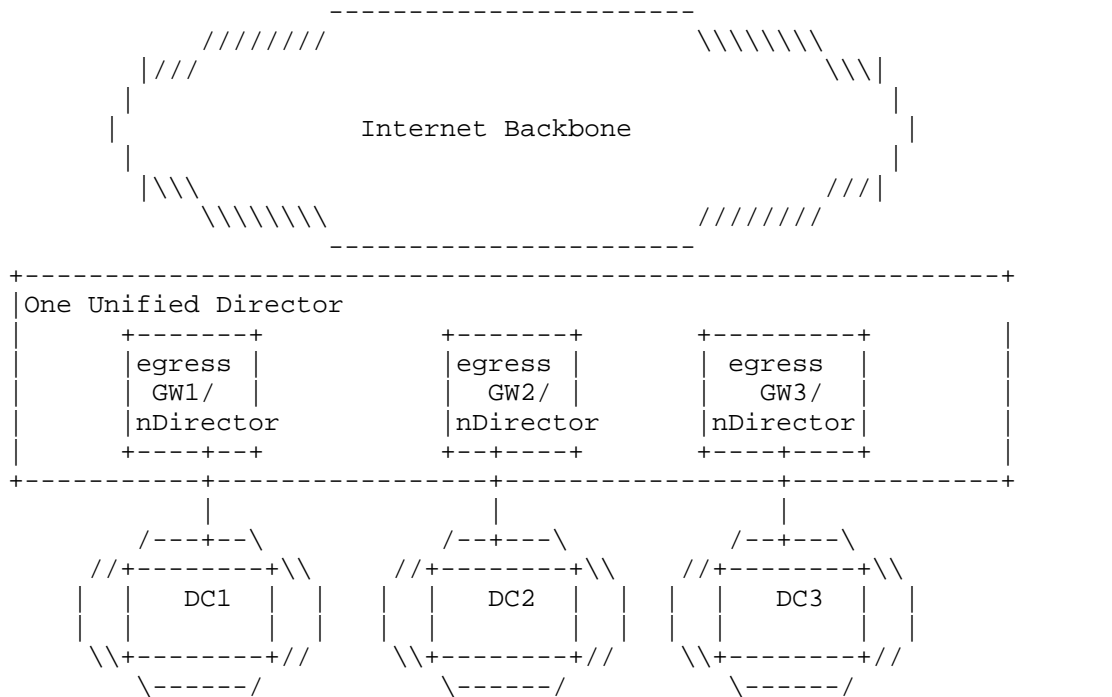 Internet Backbone
One Unified Director
egress egress egress
GW1/ GW2/ GW3/
nDirector nDirector nDirector
DC1 DC2 DC3